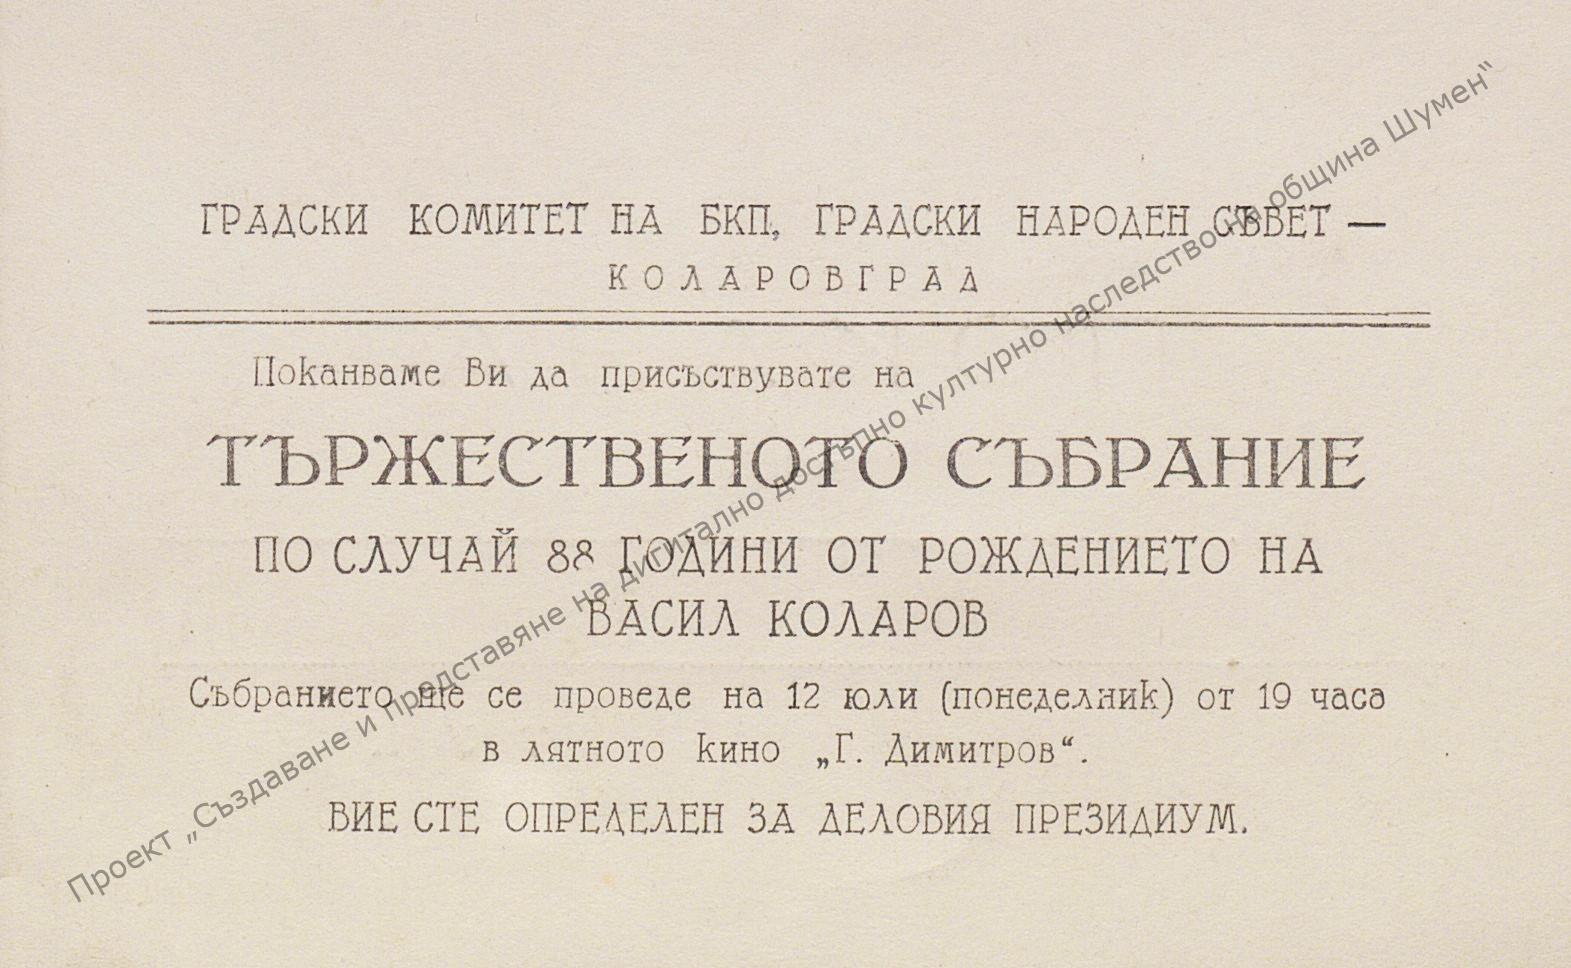 ГРАДСКИ КОМИТЕТ НА БКП, ГРАДСКИ НАРОДЕН СЪВЕТ —
КОЛАРОВГРАД
Поканваме Ви да присъствувате на
ТЪРЖЕСТВЕНОТО СЪБРАНИЕ
ПО СЛУЧАЙ 88 ГОДИНИ ОТ РОЖДЕНИЕТО НА
ВАСИЛ КОЛАРОВ
Събранието ще се проведе на 12 юли (понеделник) от 19 часа
в лятното кино „Г. Димитров“.
ВИЕ СТЕ ОПРЕДЕЛЕН ЗА ДЕЛОВИЯ ПРЕЗИДИУМ.
Проект „Създаване и представяне на дигитално достъпно културно наследство на община Шумен“